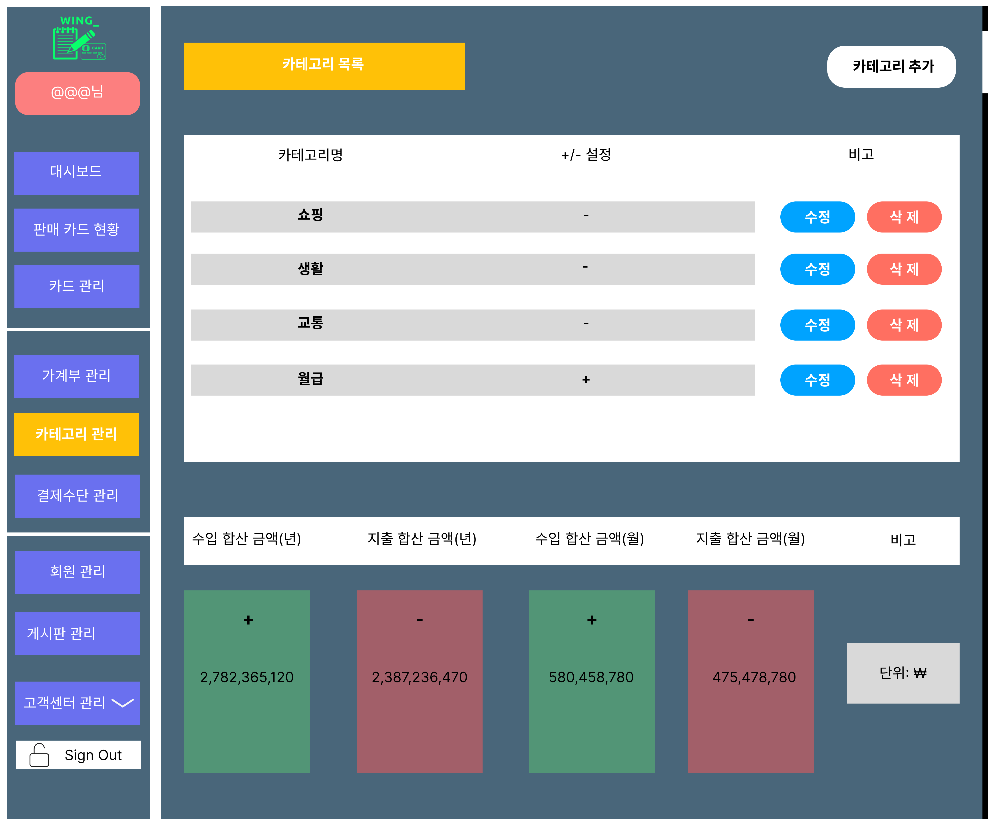 WING_
CARD
@@@님
대시보드
판매 카드 현황
카드 관리
가계부 관리
카테고리 관리
결제수단 관리
회원 관리
게시판 관리
고객센터 관리
Sign Out
카테고리 목록
카테고리 추가
카테고리명 +/- 설정 비고
쇼핑 - 수정 삭 제
생활 - 수정 삭 제
교통 - 수정 삭 제
월급 + 수정 삭 제
수입 합산 금액(년) 지출 합산 금액(년) 수입 합산 금액(월) 지출 합산 금액(월) 비고
+ - + -
2,782,365,120 2,387,236,470 580,458,780 475,478,780 단위: ₩